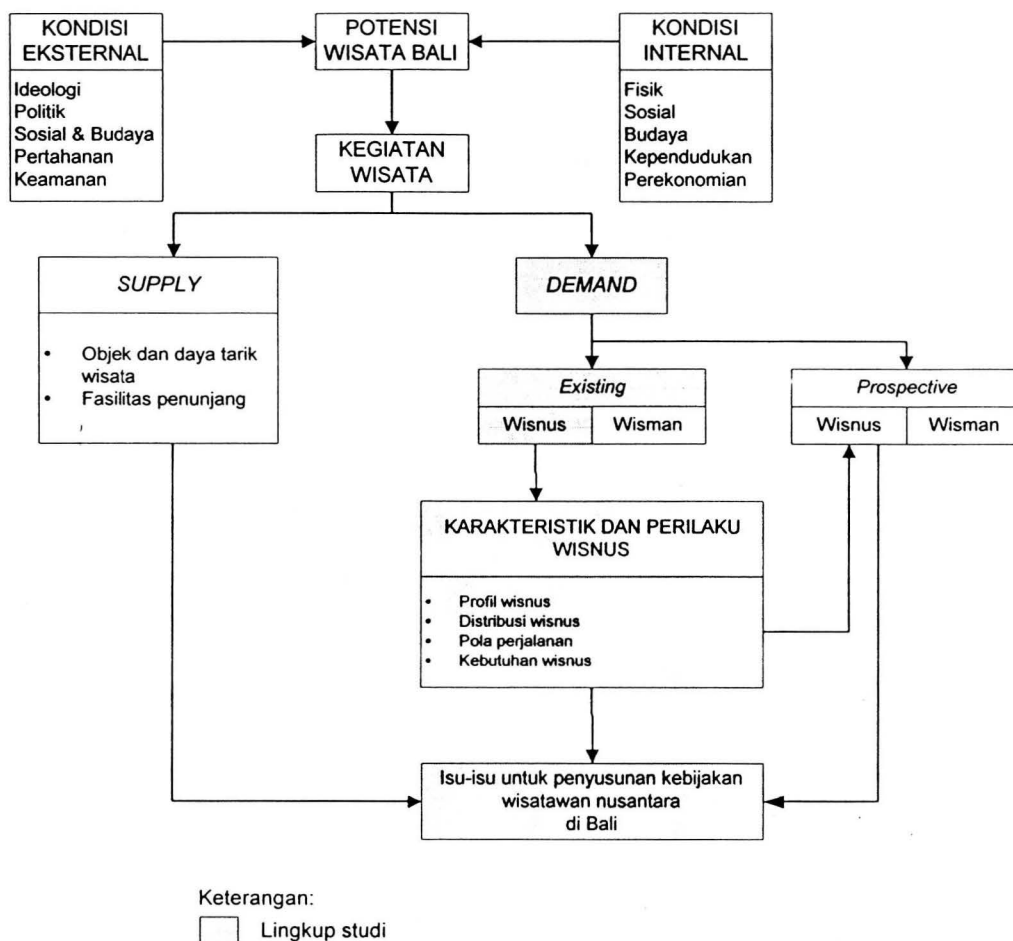 KONDISI
EKSTERNAL
Ideologi
Politik
Sosial & Budaya
Pertahanan
Keamanan
POTENSI
WISATA BALI
KONDISI
INTERNAL
Fisik
Sosial
Budaya
Kependudukan
Perekonomian
KEGIATAN
WISATA
SUPPLY
• Objek dan daya tarik
wisata
• Fasilitas penunjang
DEMAND
Existing
Wisnus Wisman
Prospective
Wisnus Wisman
KARAKTERISTIK DAN PERILAKU
WISNUS
• Profil wisnus
• Distribusi wisnus
• Pola perjalanan
• Kebutuhan wisnus
Isu-isu untuk penyusunan kebijakan
wisatawan nusantara
di Bali
Keterangan:
Lingkup studi